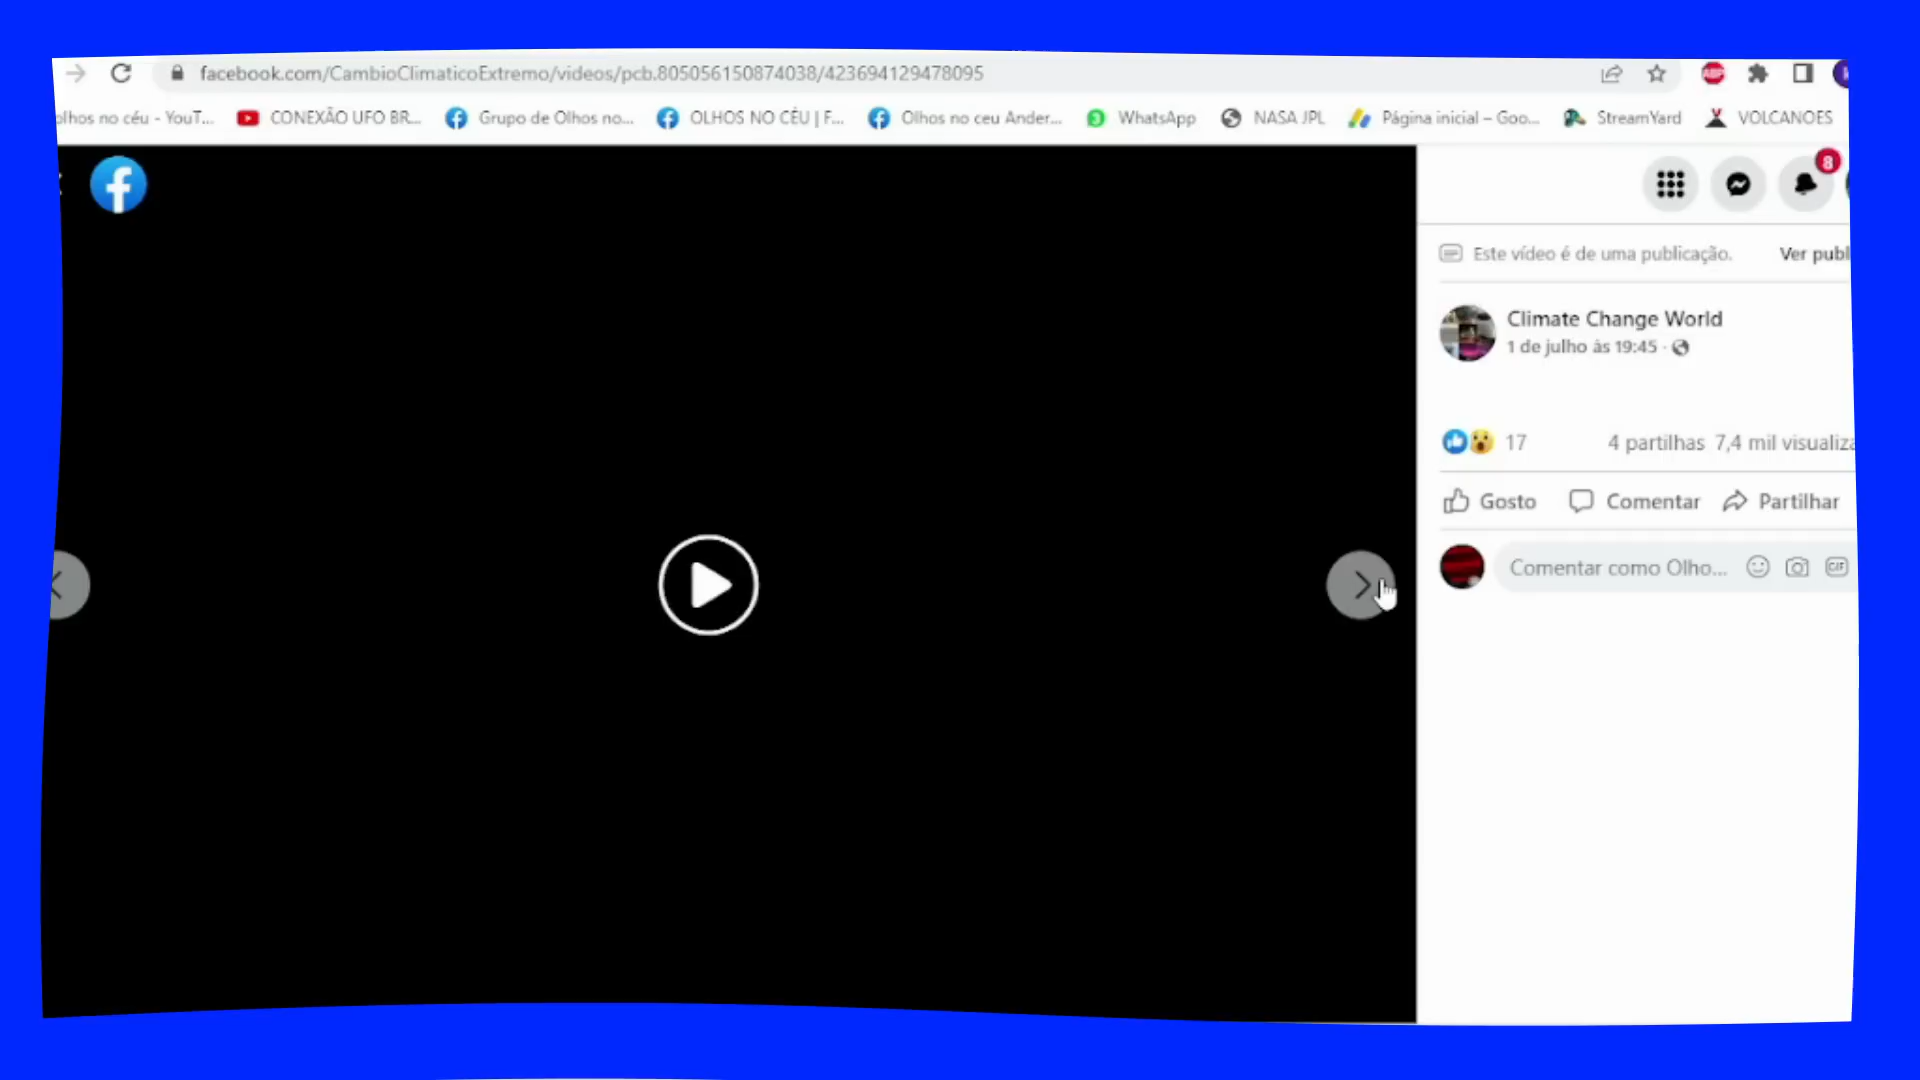 facebook.com/CambioClimaticoExtremo/videos/pcb.805056150874038/423694129478095
ABP
olhos no céu - YouT...
CONEXÃO UFO BR...
Grupo de Olhos no...
OLHOS NO CÉU | F...
Olhos no ceu Ander...
WhatsApp
NASA JPL
Página inicial – Goo...
StreamYard
VOLCANOES
8
Este vídeo é de uma publicação.
Ver publ
Climate Change World
1 de julho às 19:45 ·
17
4 partilhas 7,4 mil visualiza
Gosto
Comentar
Partilhar
Comentar como Olho...
GIF